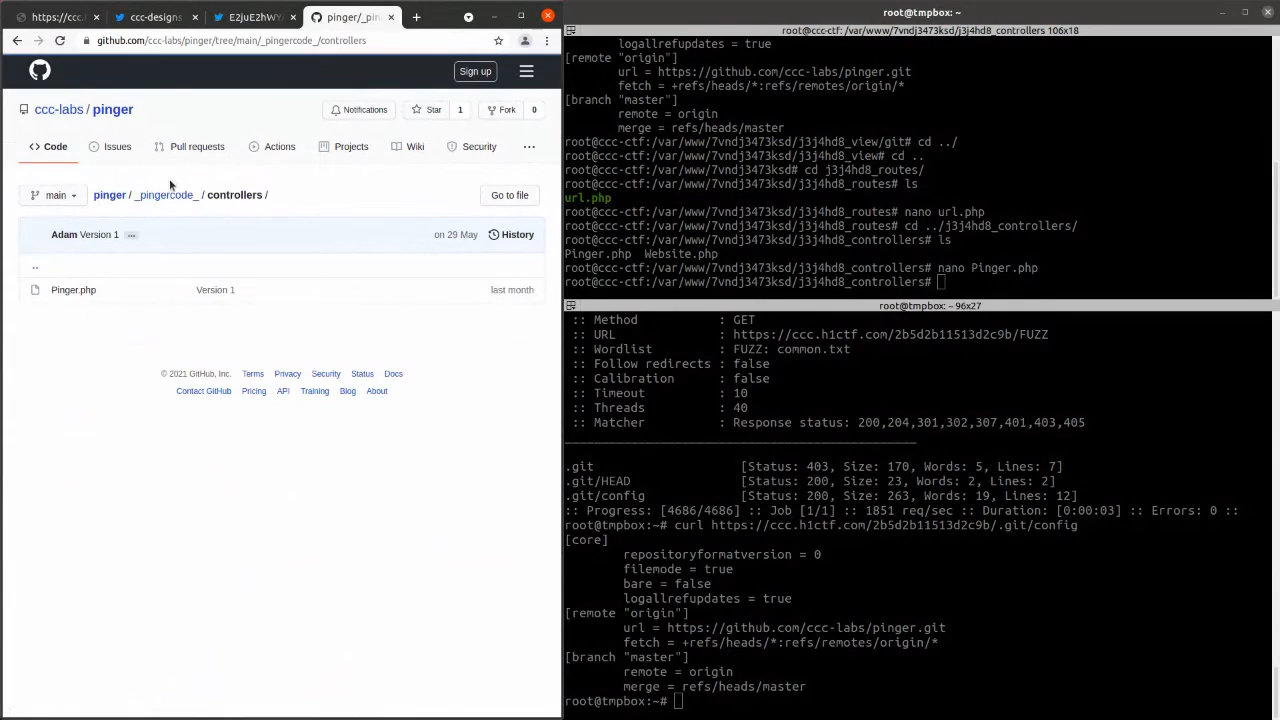 https://ccc.
ccc-designs
E2JuE2hWY
pinger/_pin
github.com/ccc-labs/pinger/tree/main/_pingercode_/controllers
Sign up
ccc-labs / pinger
Notifications
Star 1
Fork 0
Code
Issues
Pull requests
Actions
Projects
Wiki
Security
main
pinger / _pingercode_ / controllers /
Go to file
Adam Version 1
on 29 May
History
..
Pinger.php
Version 1
last month
© 2021 GitHub, Inc. Terms Privacy Security Status Docs
Contact GitHub Pricing API Training Blog About
root@tmpbox: ~
root@ccc-ctf: /var/www/7vndj3473ksd/j3j4hd8_controllers 106x18
logallrefupdates = true
[remote "origin"]
url = https://github.com/ccc-labs/pinger.git
fetch = +refs/heads/*:refs/remotes/origin/*
[branch "master"]
remote = origin
merge = refs/heads/master
root@ccc-ctf:/var/www/7vndj3473ksd/j3j4hd8_view/git# cd ../
root@ccc-ctf:/var/www/7vndj3473ksd/j3j4hd8_view# cd ..
root@ccc-ctf:/var/www/7vndj3473ksd# cd j3j4hd8_routes/
root@ccc-ctf:/var/www/7vndj3473ksd/j3j4hd8_routes# ls
url.php
root@ccc-ctf:/var/www/7vndj3473ksd/j3j4hd8_routes# nano url.php
root@ccc-ctf:/var/www/7vndj3473ksd/j3j4hd8_routes# cd ../j3j4hd8_controllers/
root@ccc-ctf:/var/www/7vndj3473ksd/j3j4hd8_controllers# ls
Pinger.php Website.php
root@ccc-ctf:/var/www/7vndj3473ksd/j3j4hd8_controllers# nano Pinger.php
root@ccc-ctf:/var/www/7vndj3473ksd/j3j4hd8_controllers#
root@tmpbox: ~ 96x27
:: Method : GET
:: URL : https://ccc.h1ctf.com/2b5d2b11513d2c9b/FUZZ
:: Wordlist : FUZZ: common.txt
:: Follow redirects : false
:: Calibration : false
:: Timeout : 10
:: Threads : 40
:: Matcher : Response status: 200,204,301,302,307,401,403,405
________________________________________________
.git [Status: 403, Size: 170, Words: 5, Lines: 7]
.git/HEAD [Status: 200, Size: 23, Words: 2, Lines: 2]
.git/config [Status: 200, Size: 263, Words: 19, Lines: 12]
:: Progress: [4686/4686] :: Job [1/1] :: 1851 req/sec :: Duration: [0:00:03] :: Errors: 0 ::
root@tmpbox:~# curl https://ccc.h1ctf.com/2b5d2b11513d2c9b/.git/config
[core]
repositoryformatversion = 0
filemode = true
bare = false
logallrefupdates = true
[remote "origin"]
url = https://github.com/ccc-labs/pinger.git
fetch = +refs/heads/*:refs/remotes/origin/*
[branch "master"]
remote = origin
merge = refs/heads/master
root@tmpbox:~#